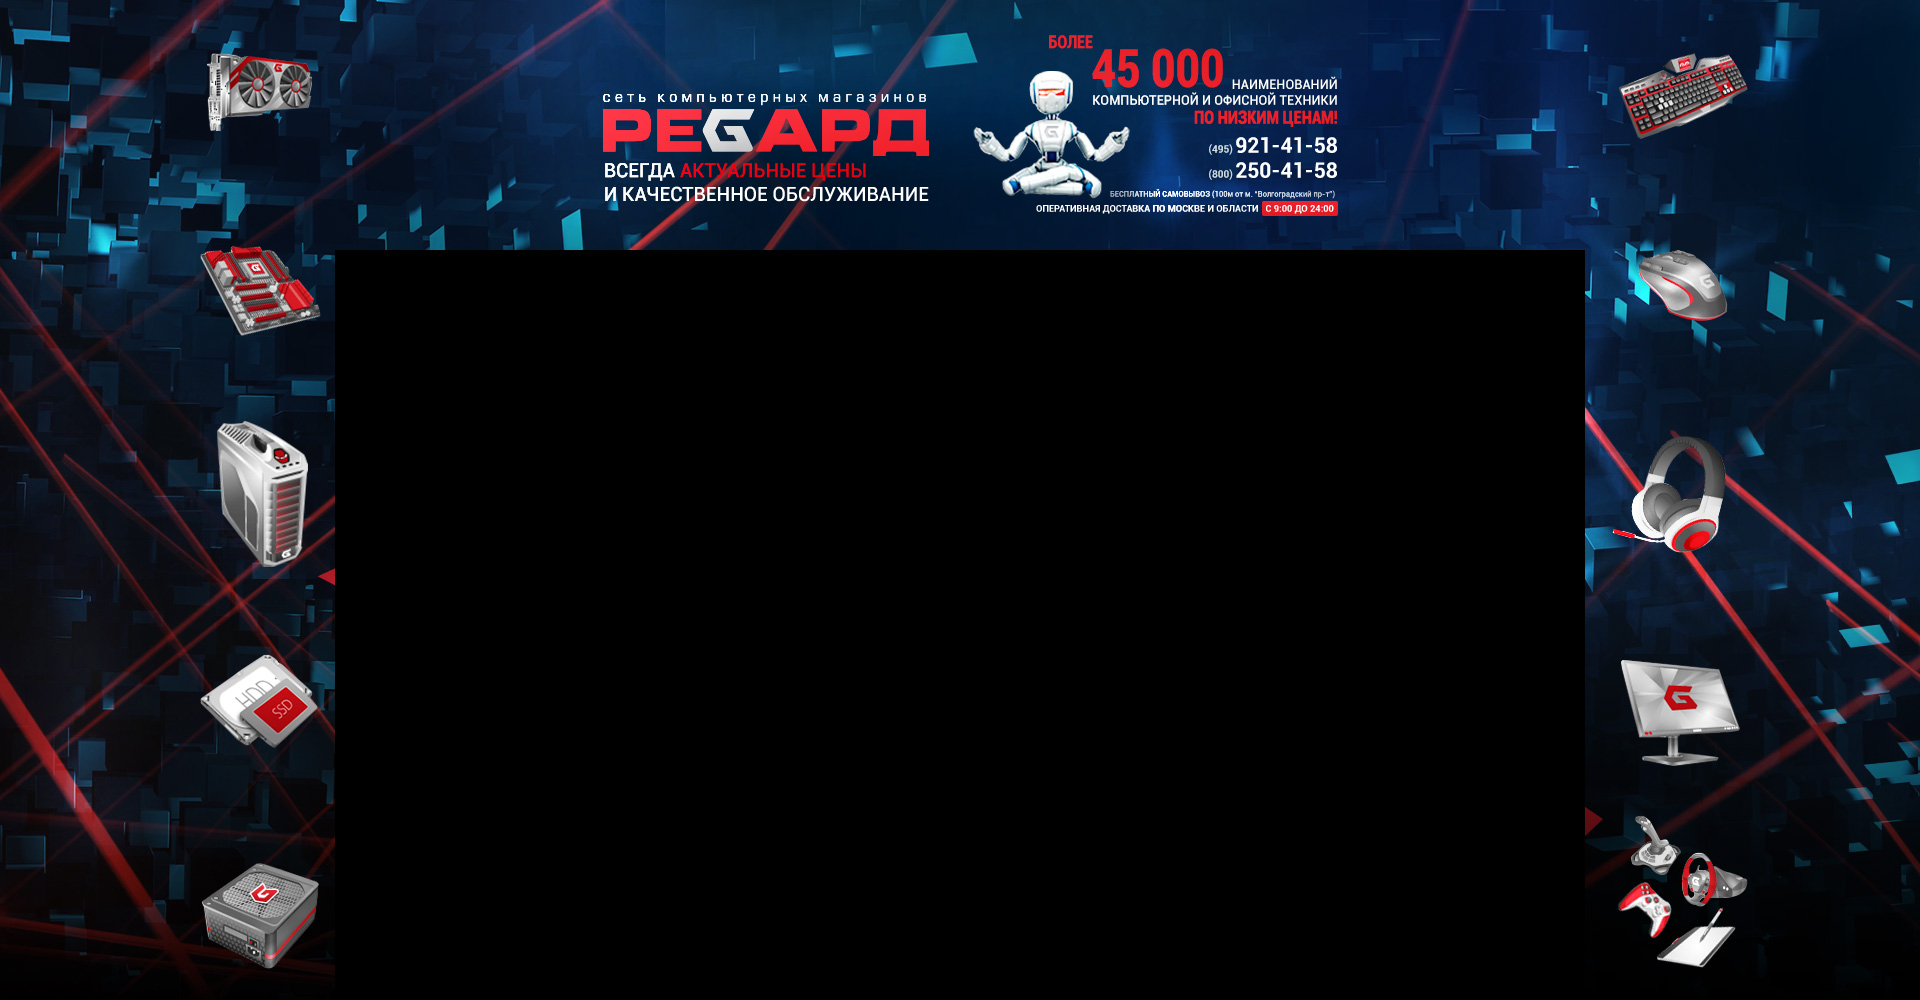 сеть компьютерных магазинов
РЕGАРД
ВСЕГДА АКТУАЛЬНЫЕ ЦЕНЫ
И КАЧЕСТВЕННОЕ ОБСЛУЖИВАНИЕ
БОЛЕЕ
45 000 НАИМЕНОВАНИЙ
КОМПЬЮТЕРНОЙ И ОФИСНОЙ ТЕХНИКИ
ПО НИЗКИМ ЦЕНАМ!
(495) 921-41-58
(800) 250-41-58
БЕСПЛАТНЫЙ САМОВЫВОЗ (100м от м. "Волгоградский пр-т")
ОПЕРАТИВНАЯ ДОСТАВКА ПО МОСКВЕ И ОБЛАСТИ С 9:00 ДО 24:00
HDD
SSD